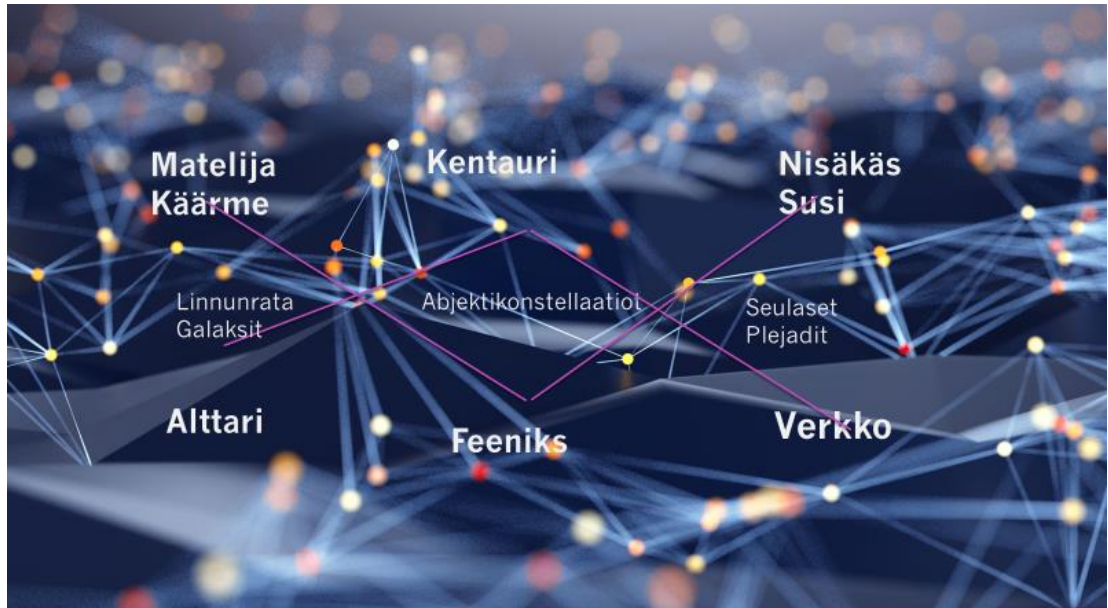 Matelija
Käärme
Kentauri
Nisäkäs
Susi
Linnunrata
Galaksit
Abjektikonstellaatiot
Seulaset
Plejadit
Alttari
Feeniks
Verkko